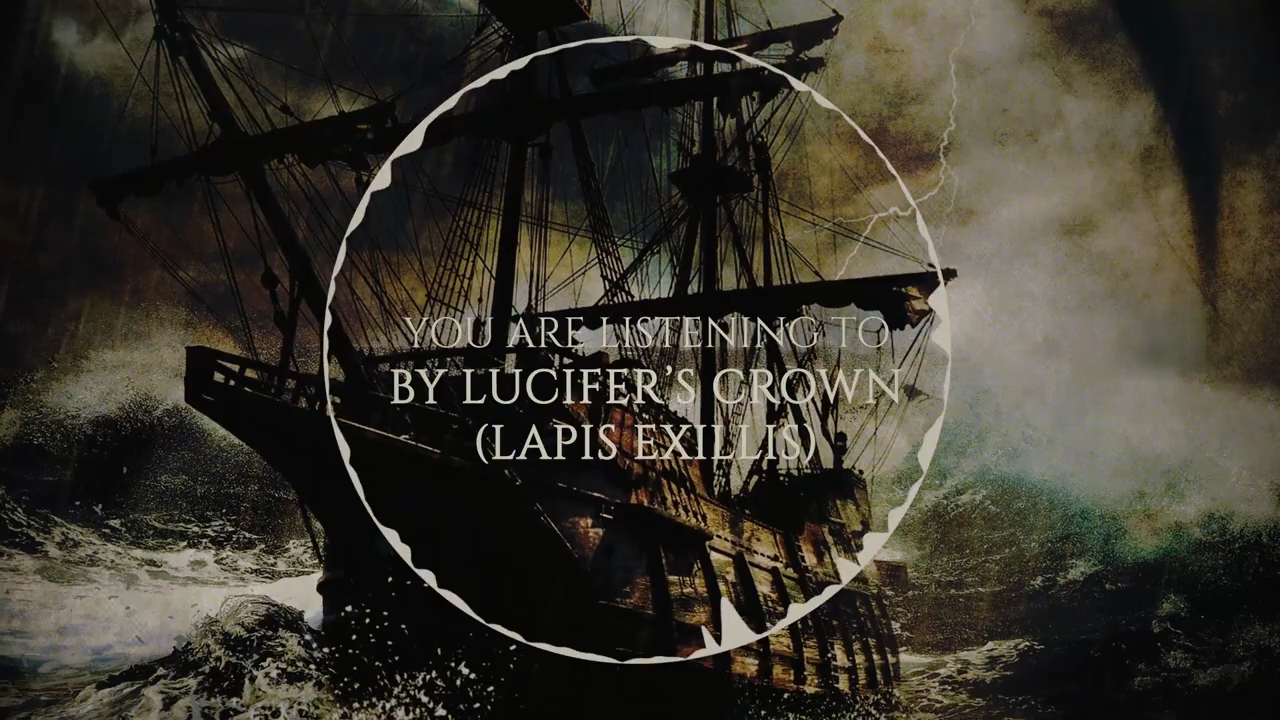 YOU ARE LISTENING TO
BY LUCIFER'S CROWN
(LAPIS EXILLIS)